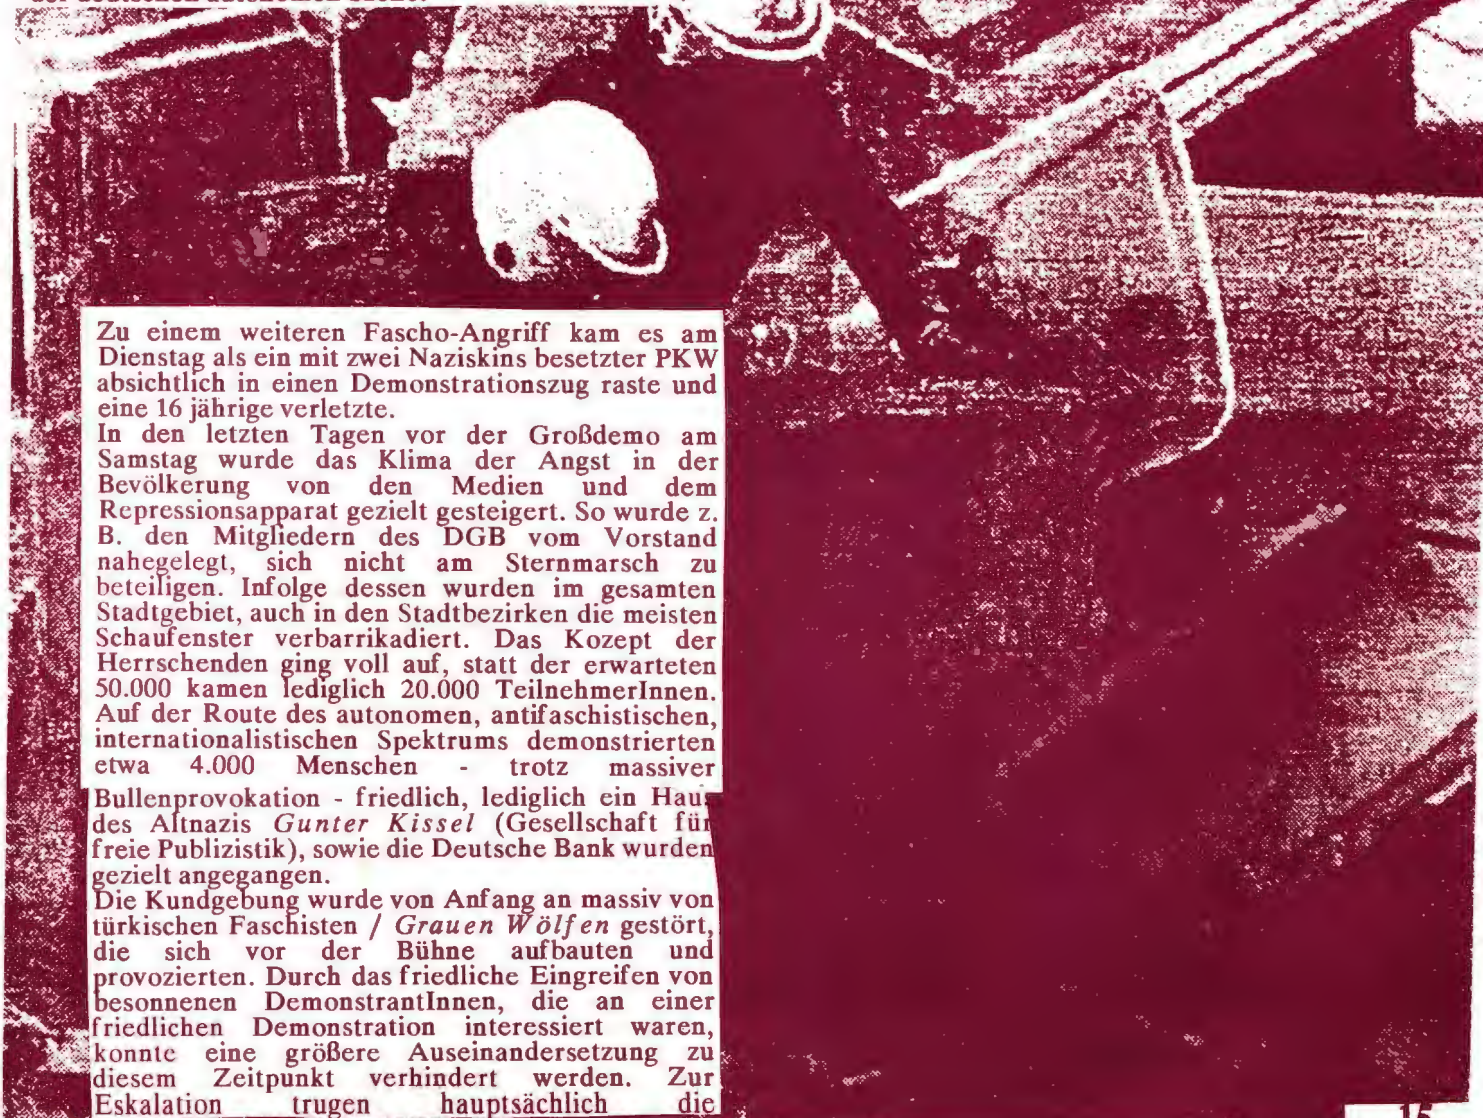 Zu einem weiteren Fascho-Angriff kam es am
Dienstag als ein mit zwei Naziskins besetzter PKW
absichtlich in einen Demonstrationszug raste und
eine 16 jährige verletzte.
In den letzten Tagen vor der Großdemo am
Samstag wurde das Klima der Angst in der
Bevölkerung von den Medien und dem
Repressionsapparat gezielt gesteigert. So wurde z.
B. den Mitgliedern des DGB vom Vorstand
nahegelegt, sich nicht am Sternmarsch zu
beteiligen. Infolge dessen wurden im gesamten
Stadtgebiet, auch in den Stadtbezirken die meisten
Schaufenster verbarrikadiert. Das Kozept der
Herrschenden ging voll auf, statt der erwarteten
50.000 kamen lediglich 20.000 TeilnehmerInnen.
Auf der Route des autonomen, antifaschistischen,
internationalistischen Spektrums demonstrierten
etwa 4.000 Menschen - trotz massiver
Bullenprovokation - friedlich, lediglich ein Haus
des Altnazis Gunter Kissel (Gesellschaft für
freie Publizistik), sowie die Deutsche Bank wurden
gezielt angegangen.
Die Kundgebung wurde von Anfang an massiv von
türkischen Faschisten / Grauen Wölfen gestört,
die sich vor der Bühne aufbauten und
provozierten. Durch das friedliche Eingreifen von
besonnenen DemonstrantInnen, die an einer
friedlichen Demonstration interessiert waren,
konnte eine größere Auseinandersetzung zu
diesem Zeitpunkt verhindert werden. Zur
Eskalation trugen hauptsächlich die
15